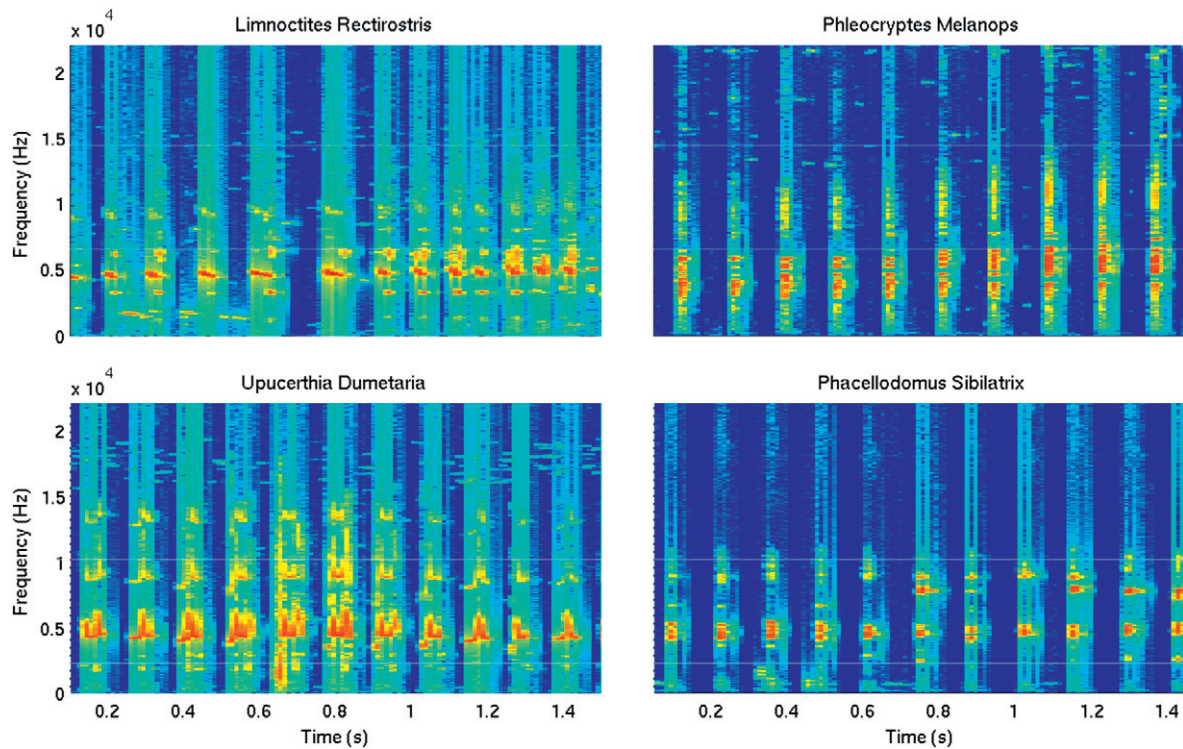 Limnoctites Rectirostris
Phleocryptes Melanops
x 10 4
2
1.5
1
0.5
0
Frequency (Hz)
Upucerthia Dumetaria
Phacellodomus Sibilatrix
x 10 4
2
1.5
1
0.5
0
Frequency (Hz)
0.2 0.4 0.6 0.8 1 1.2 1.4
0.2 0.4 0.6 0.8 1 1.2 1.4
Time (s)
Time (s)